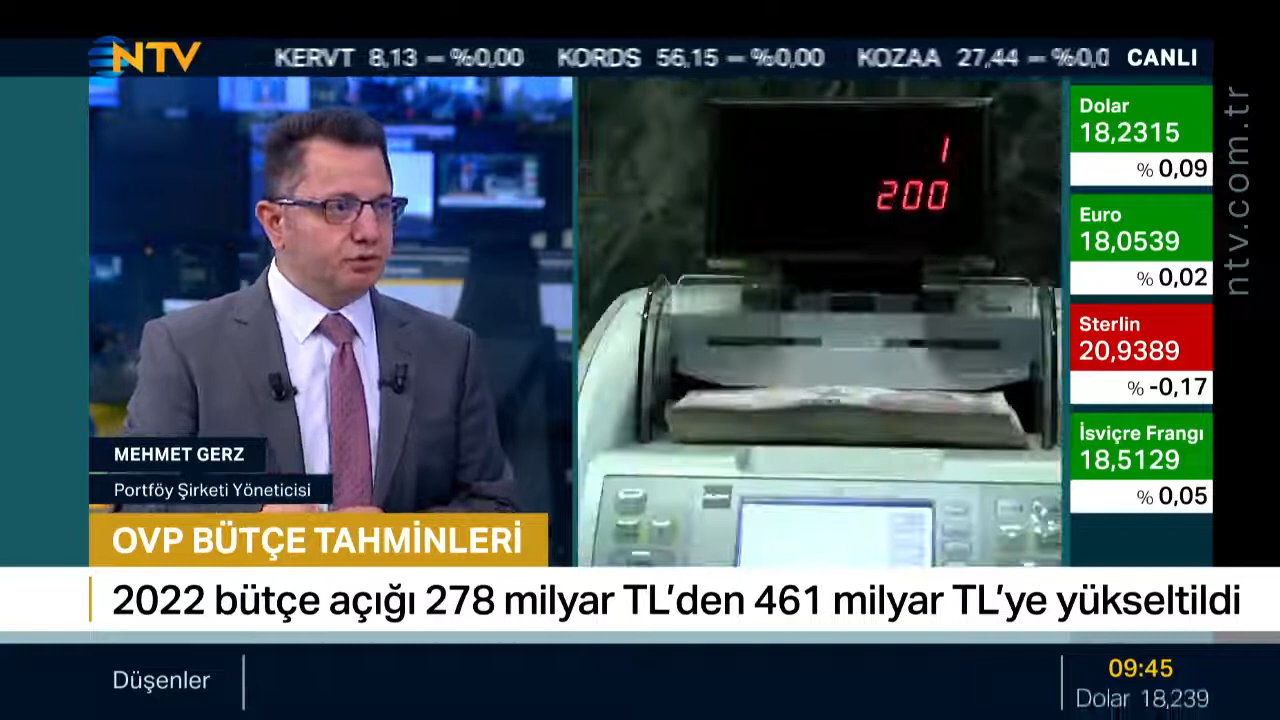 NTV
KERVT 8,13 – %0,00 KORDS 56,15 – %0,00 KOZAA 27,44 – %0,0
CANLI
ntv.com.tr
1
200
Dolar
18,2315
% 0,09
Euro
18,0539
% 0,02
Sterlin
20,9389
% -0,17
İsviçre Frangı
18,5129
% 0,05
MEHMET GERZ
Portföy Şirketi Yöneticisi
OVP BÜTÇE TAHMİNLERİ
2022 bütçe açığı 278 milyar TL'den 461 milyar TL'ye yükseltildi
Düşenler
09:45
Dolar 18,239